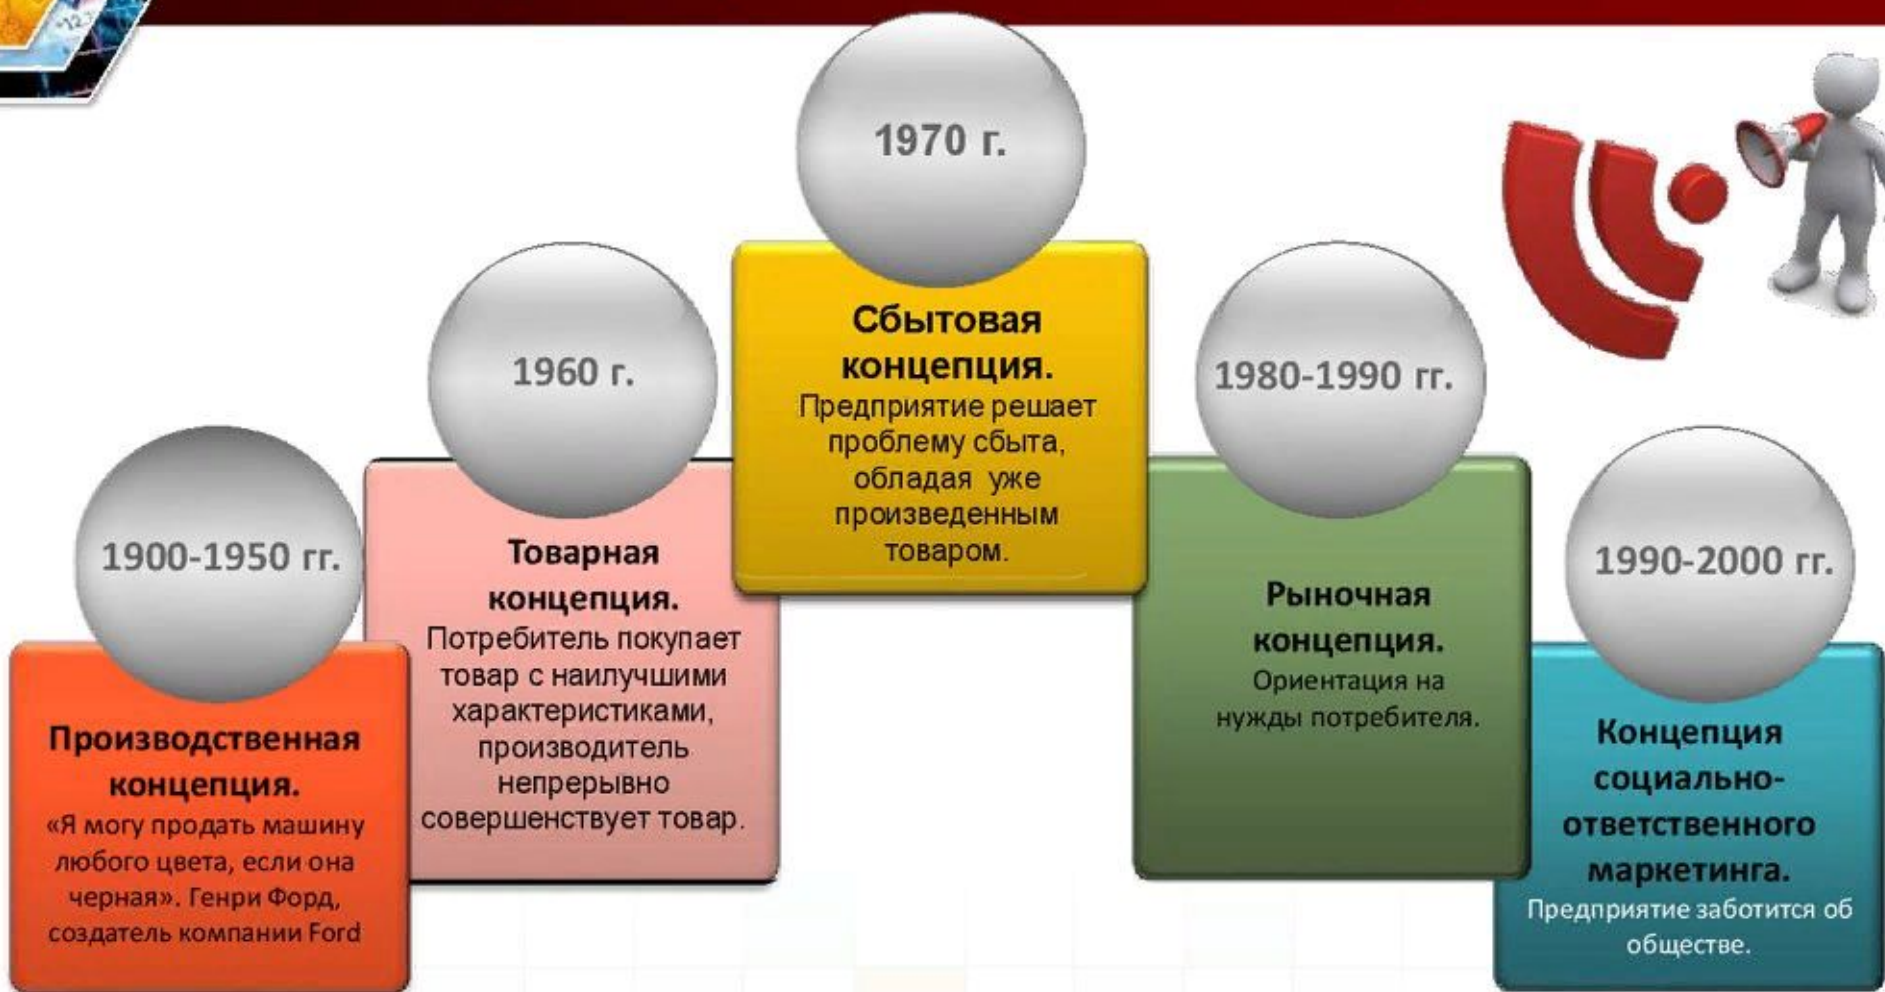 1900-1950 гг.
Производственная
концепция.
«Я могу продать машину
любого цвета, если она
черная». Генри Форд,
создатель компании Ford
1960 г.
Товарная
концепция.
Потребитель покупает
товар с наилучшими
характеристиками,
производитель
непрерывно
совершенствует товар.
1970 г.
Сбытовая
концепция.
Предприятие решает
проблему сбыта,
обладая уже
произведенным
товаром.
1980-1990 гг.
Рыночная
концепция.
Ориентация на
нужды потребителя.
1990-2000 гг.
Концепция
социально-
ответственного
маркетинга.
Предприятие заботится об
обществе.